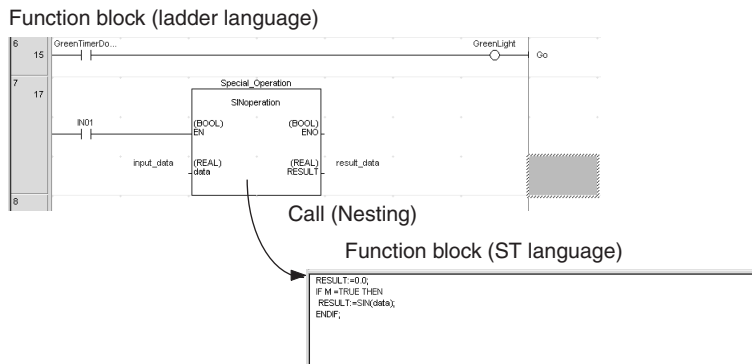 Function block (ladder language)
6
15
GreenTimerDo...
GreenLight
Go
7
17
Special_Operation
SINoperation
IN01
(BOOL)
EN
(BOOL)
ENO
input_data
(REAL)
data
(REAL)
RESULT
result_data
8
Call (Nesting)
Function block (ST language)
RESULT:=0.0;
IF M =TRUE THEN
RESULT:=SIN(data);
ENDIF;